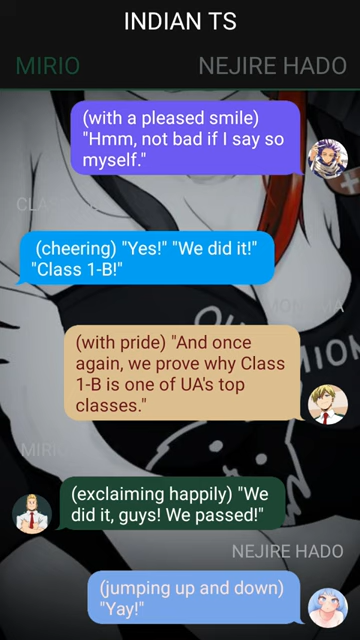 INDIAN TS
MIRIO
NEJIRE HADO
(with a pleased smile)
"Hmm, not bad if I say so
myself."
(cheering) "Yes!" "We did it!"
"Class 1-B!"
(with pride) "And once
again, we prove why Class
1-B is one of UA's top
classes."
MIRIO
(exclaiming happily) "We
did it, guys! We passed!"
NEJIRE HADO
(jumping up and down)
"Yay!"